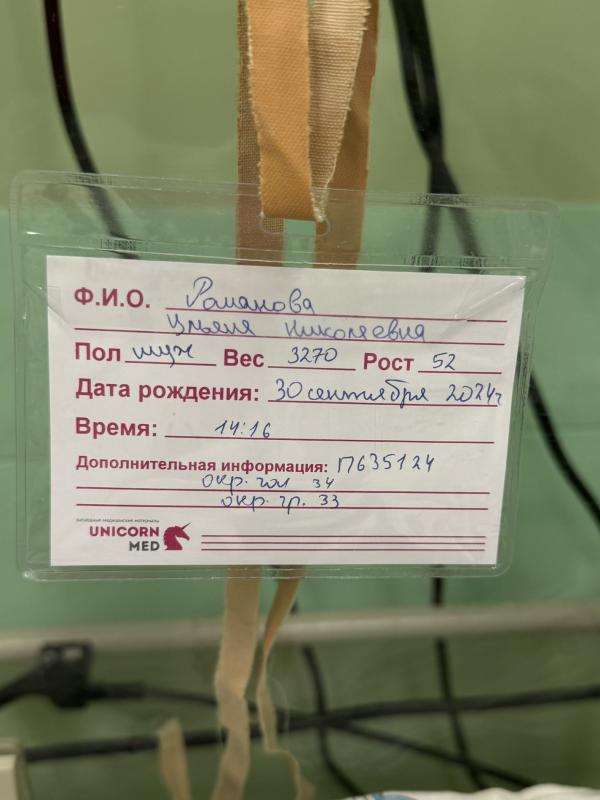 Ф.И.О. Романова
Ульяна Николаевна
Пол муж Вес 3270 Рост 52
Дата рождения: 30 сентября 2024г
Время: 14:16
Дополнительная информация: П635124
окр. гол 34
окр. гр. 33
UNICORN
MED